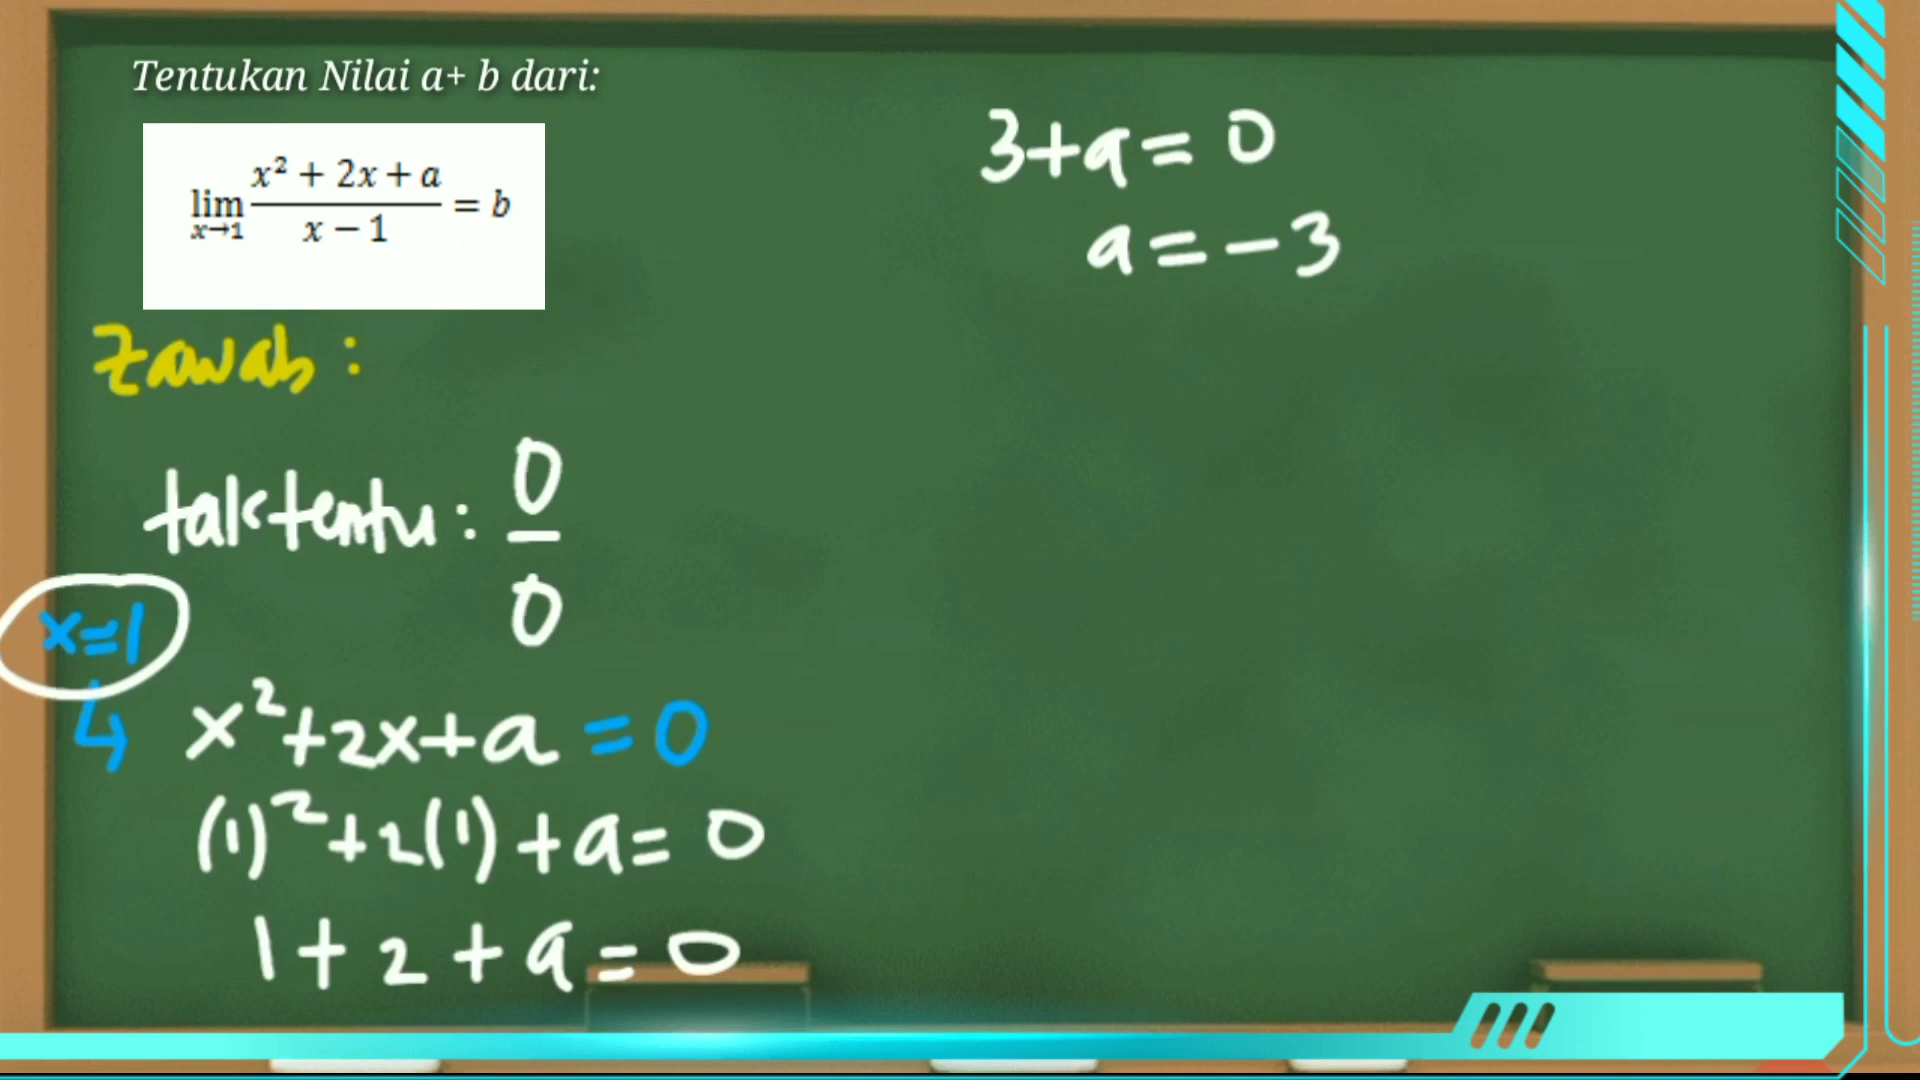 Tentukan Nilai a+ b dari:
lim x→1 (x² + 2x + a)/(x − 1) = b
Jawab :
tak tentu : 0/0
x=1
↳ x²+2x+a = 0
(1)²+2(1)+a= 0
1+2+a=0
3+a= 0
a=-3